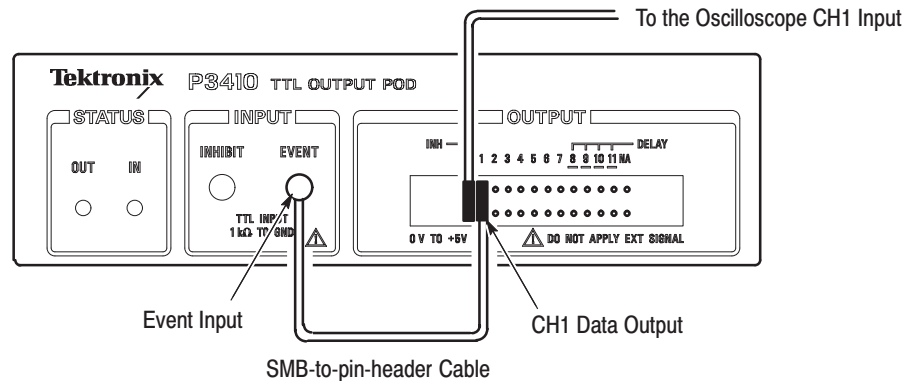 To the Oscilloscope CH1 Input
Tektronix P3410 TTL OUTPUT POD
STATUS
OUT IN
INPUT
INHIBIT EVENT
TTL INPUT
1 kΩ TO GND
OUTPUT
INH DELAY
1 2 3 4 5 6 7 8 9 10 11 NA
0 V TO +5V DO NOT APPLY EXT SIGNAL
Event Input
CH1 Data Output
SMB-to-pin-header Cable